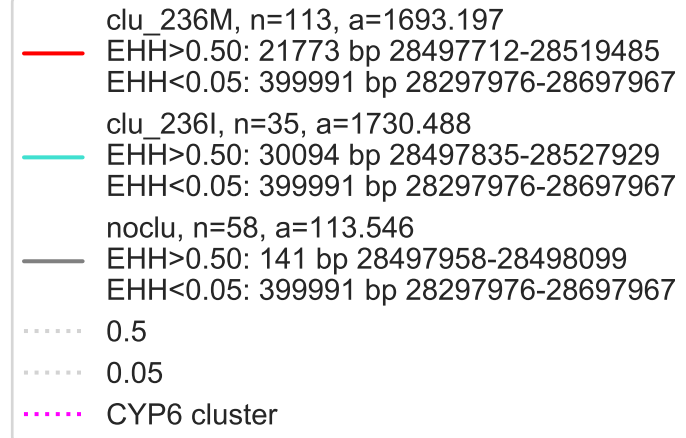 clu_236M, n=113, a=1693.197
EHH>0.50: 21773 bp 28497712-28519485
EHH<0.05: 399991 bp 28297976-28697967
clu_236I, n=35, a=1730.488
EHH>0.50: 30094 bp 28497835-28527929
EHH<0.05: 399991 bp 28297976-28697967
noclu, n=58, a=113.546
EHH>0.50: 141 bp 28497958-28498099
EHH<0.05: 399991 bp 28297976-28697967
0.5
0.05
CYP6 cluster